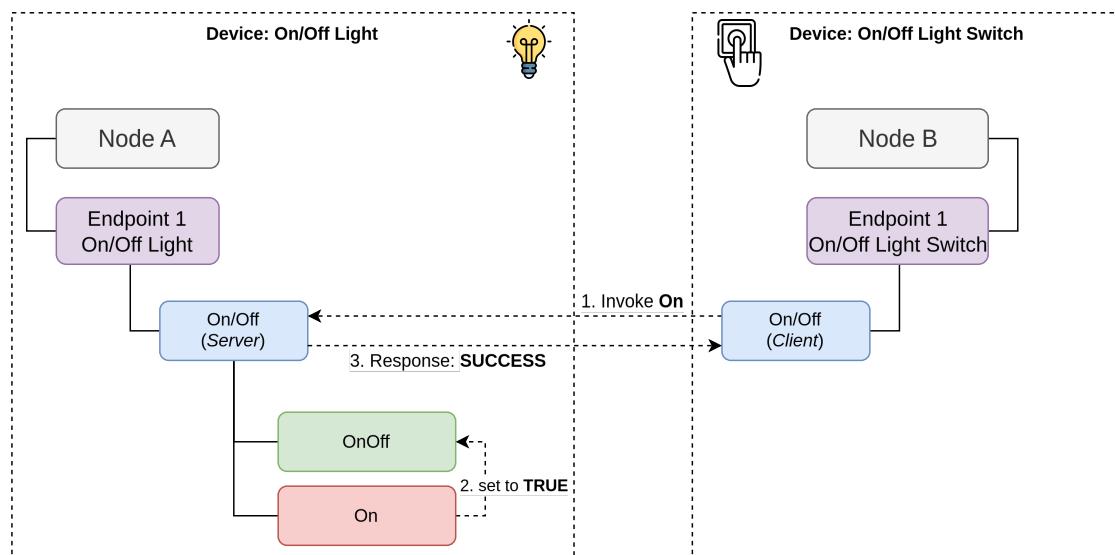 Device: On/Off Light
Device: On/Off Light Switch
Node A
Node B
Endpoint 1
On/Off Light
Endpoint 1
On/Off Light Switch
1. Invoke On
On/Off
(Server)
On/Off
(Client)
3. Response: SUCCESS
OnOff
2. set to TRUE
On